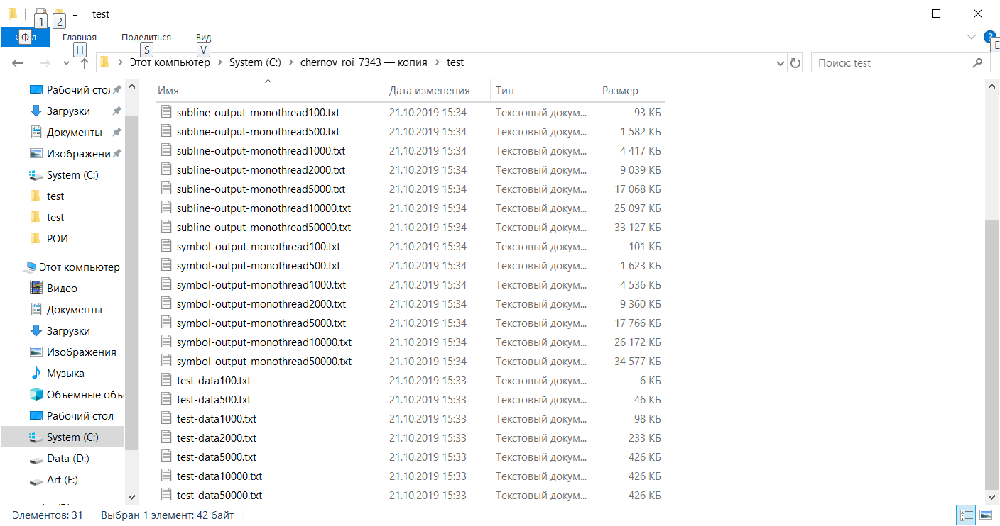 test
1 2
Ф
Главная Поделиться Вид
H S V E
Этот компьютер System (C:) chernov_roi_7343 — копия test
Поиск: test
Рабочий стол
Загрузки
Документы
Изображени
System (C:)
test
test
РОИ
Этот компьютер
Видео
Документы
Загрузки
Изображения
Музыка
Объемные объ
Рабочий стол
System (C:)
Data (D:)
Art (F:)
Имя Дата изменения Тип Размер
subline-output-monothread100.txt 21.10.2019 15:34 Текстовый докум... 93 КБ
subline-output-monothread500.txt 21.10.2019 15:34 Текстовый докум... 1 582 КБ
subline-output-monothread1000.txt 21.10.2019 15:34 Текстовый докум... 4 417 КБ
subline-output-monothread2000.txt 21.10.2019 15:34 Текстовый докум... 9 039 КБ
subline-output-monothread5000.txt 21.10.2019 15:34 Текстовый докум... 17 068 КБ
subline-output-monothread10000.txt 21.10.2019 15:34 Текстовый докум... 25 097 КБ
subline-output-monothread50000.txt 21.10.2019 15:34 Текстовый докум... 33 127 КБ
symbol-output-monothread100.txt 21.10.2019 15:34 Текстовый докум... 101 КБ
symbol-output-monothread500.txt 21.10.2019 15:34 Текстовый докум... 1 623 КБ
symbol-output-monothread1000.txt 21.10.2019 15:34 Текстовый докум... 4 536 КБ
symbol-output-monothread2000.txt 21.10.2019 15:34 Текстовый докум... 9 360 КБ
symbol-output-monothread5000.txt 21.10.2019 15:34 Текстовый докум... 17 766 КБ
symbol-output-monothread10000.txt 21.10.2019 15:34 Текстовый докум... 26 172 КБ
symbol-output-monothread50000.txt 21.10.2019 15:34 Текстовый докум... 34 577 КБ
test-data100.txt 21.10.2019 15:33 Текстовый докум... 6 КБ
test-data500.txt 21.10.2019 15:33 Текстовый докум... 46 КБ
test-data1000.txt 21.10.2019 15:33 Текстовый докум... 98 КБ
test-data2000.txt 21.10.2019 15:33 Текстовый докум... 233 КБ
test-data5000.txt 21.10.2019 15:33 Текстовый докум... 426 КБ
test-data10000.txt 21.10.2019 15:33 Текстовый докум... 426 КБ
test-data50000.txt 21.10.2019 15:33 Текстовый докум... 426 КБ
Элементов: 31 Выбран 1 элемент: 42 байт